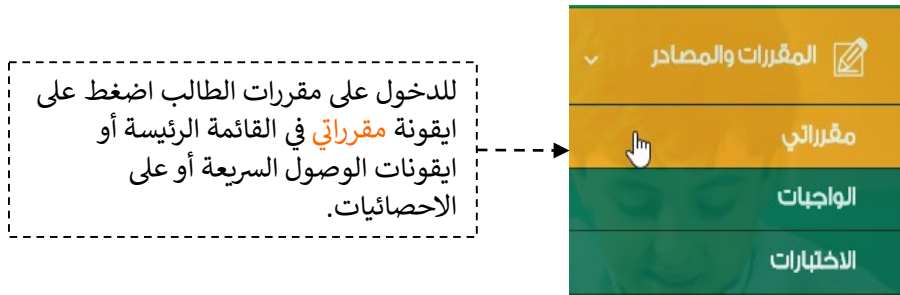 المقررات والمصادر
مقرراتي
الواجبات
الاختبارات
للدخول على مقررات الطالب اضغط على
ايقونة مقرراتي في القائمة الرئيسة أو
ايقونات الوصول السريعة أو على
الاحصائيات.